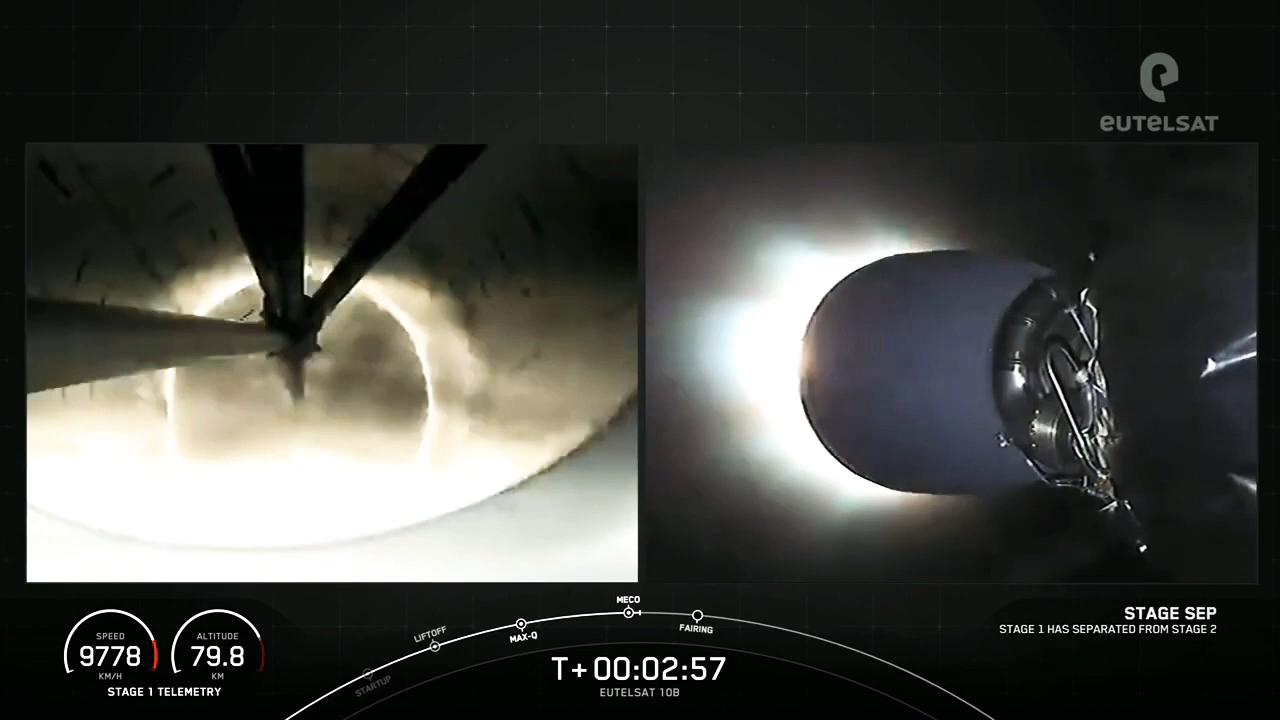 eUTeLSAT
MECO
LIFTOFF
MAX-Q
FAIRING
STARTUP
SPEED
9778
KM/H
ALTITUDE
79.8
KM
STAGE 1 TELEMETRY
T+00:02:57
EUTELSAT 10B
STAGE SEP
STAGE 1 HAS SEPARATED FROM STAGE 2